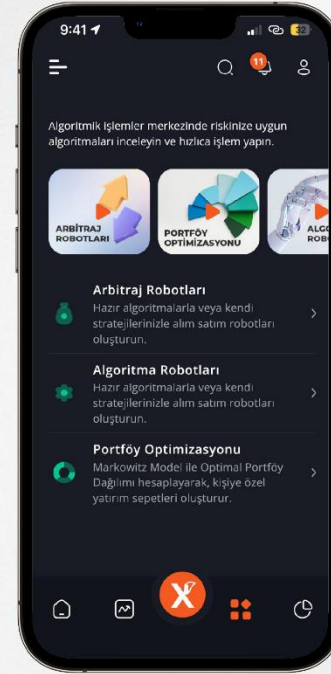 9:41
11
32
Algoritmik işlemler merkezinde riskinize uygun
algoritmaları inceleyin ve hızlıca işlem yapın.
ARBİTRAJ
ROBOTLARI
PORTFÖY
OPTİMİZASYONU
Arbitraj Robotları
Hazır algoritmalarla veya kendi
stratejilerinizle alım satım robotları
oluşturun.
Algoritma Robotları
Hazır algoritmalarla veya kendi
stratejilerinizle alım satım robotları
oluşturun.
Portföy Optimizasyonu
Markowitz Model ile Optimal Portföy
Dağılımı hesaplayarak, kişiye özel
yatırım sepetleri oluşturur.
X